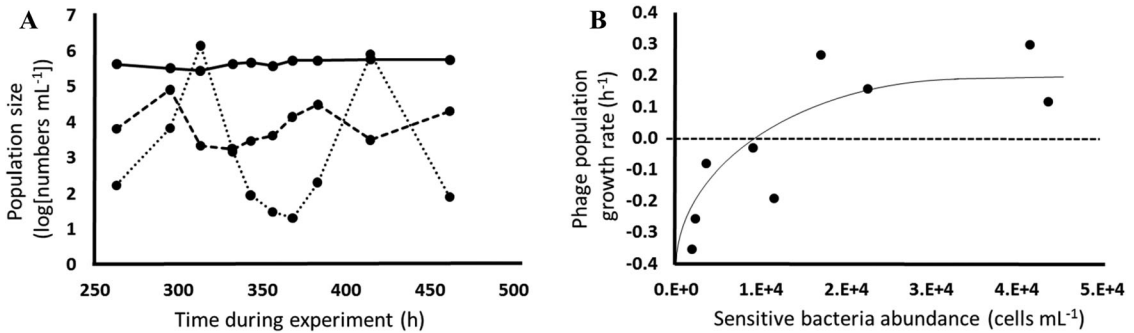 A
Population size
(log[numbers mL⁻¹])
7
6
5
4
3
2
1
0
250
300
350
400
450
500
Time during experiment (h)
B
Phage population
growth rate (h⁻¹)
0.4
0.3
0.2
0.1
0.0
-0.1
-0.2
-0.3
-0.4
0.E+0
1.E+4
2.E+4
3.E+4
4.E+4
5.E+4
Sensitive bacteria abundance (cells mL⁻¹)